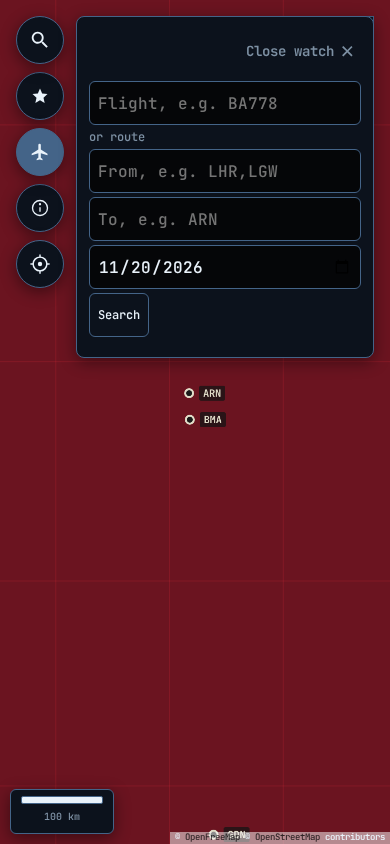 Close watch
Flight, e.g. BA778
or route
From, e.g. LHR,LGW
To, e.g. ARN
11/20/2026
Search
ARN
BMA
100 km
© OpenFreeMap © OpenStreetMap contributors